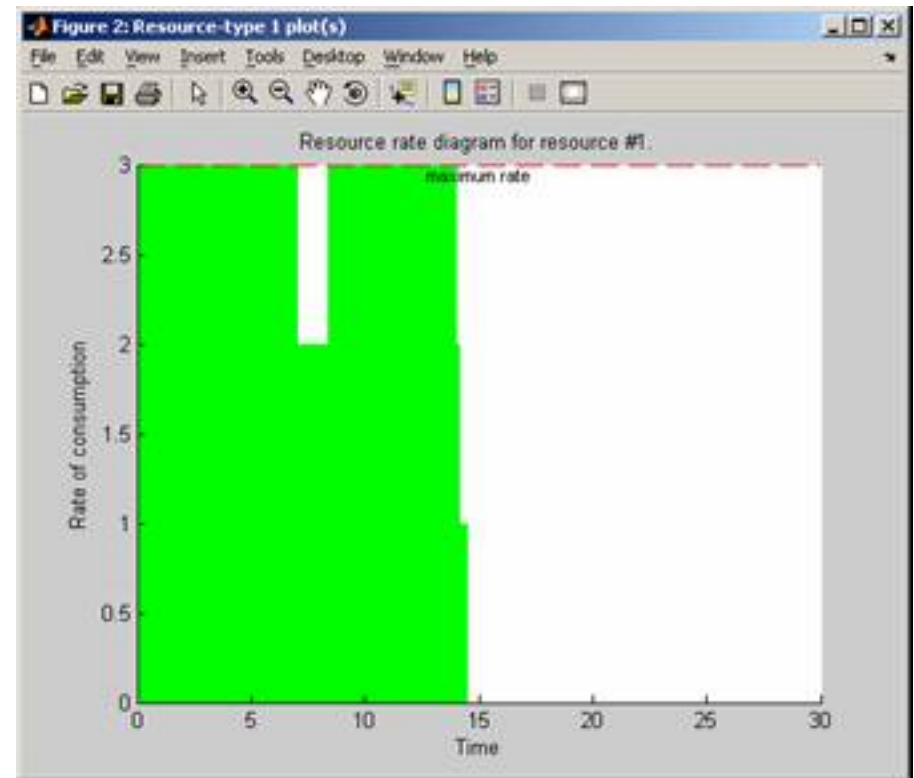 Figure 2: Resource-type 1 plot(s)
File Edit View Insert Tools Desktop Window Help
Resource rate diagram for resource #1.
maximum rate
3
2.5
2
1.5
1
0.5
0
Rate of consumption
0 5 10 15 20 25 30
Time